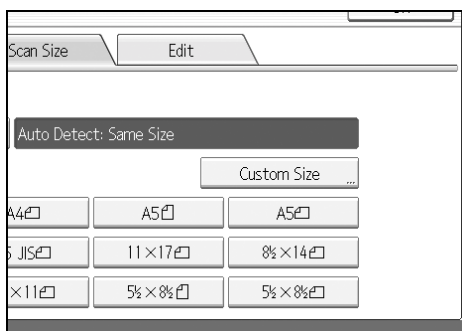 Scan Size Edit
Auto Detect: Same Size
Custom Size ...
A4 A5 A5
JIS 11×17 8½×14
×11 5½×8½ 5½×8½